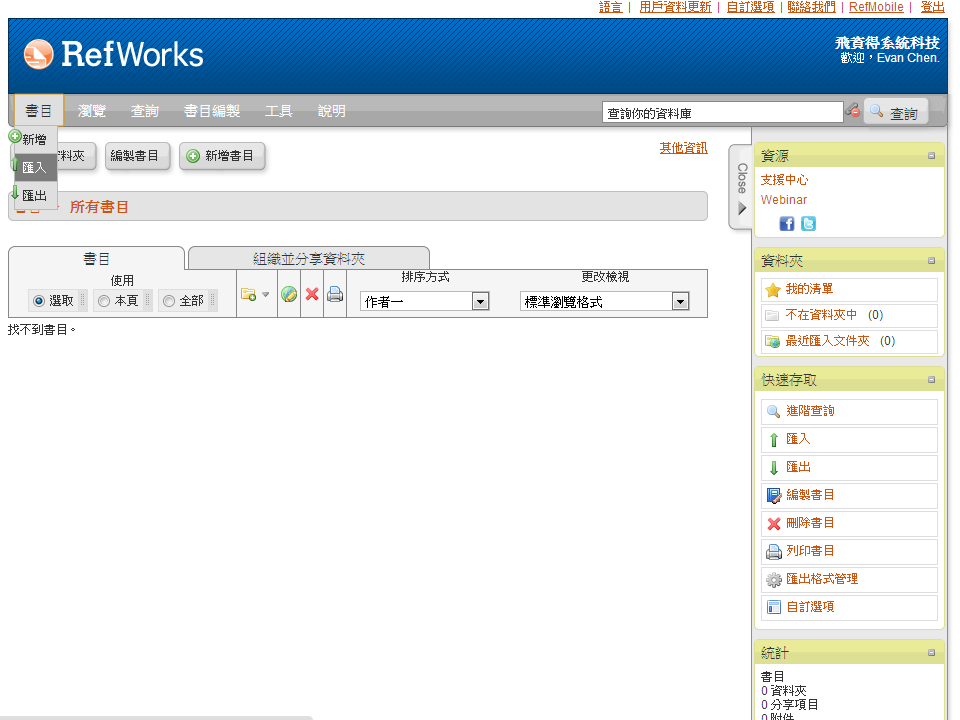 語言 | 用戶資料更新 | 自訂選項 | 聯絡我們 | RefMobile | 登出
RefWorks
飛資得系統科技
歡迎，Evan Chen.
書目 瀏覽 查詢 書目編製 工具 說明 查詢你的資料庫 查詢
新增
匯入
匯出
料夾 編製書目 新增書目 其他資訊
所有書目
書目 組織並分享資料夾
使用 排序方式 更改檢視
選取 本頁 全部 作者一 標準瀏覽格式
找不到書目。
Close
資源
支援中心
Webinar
資料夾
我的清單
不在資料夾中 (0)
最近匯入文件夾 (0)
快速存取
進階查詢
匯入
匯出
編製書目
刪除書目
列印書目
匯出格式管理
自訂選項
統計
書目
0 資料夾
0 分享項目
0 附件